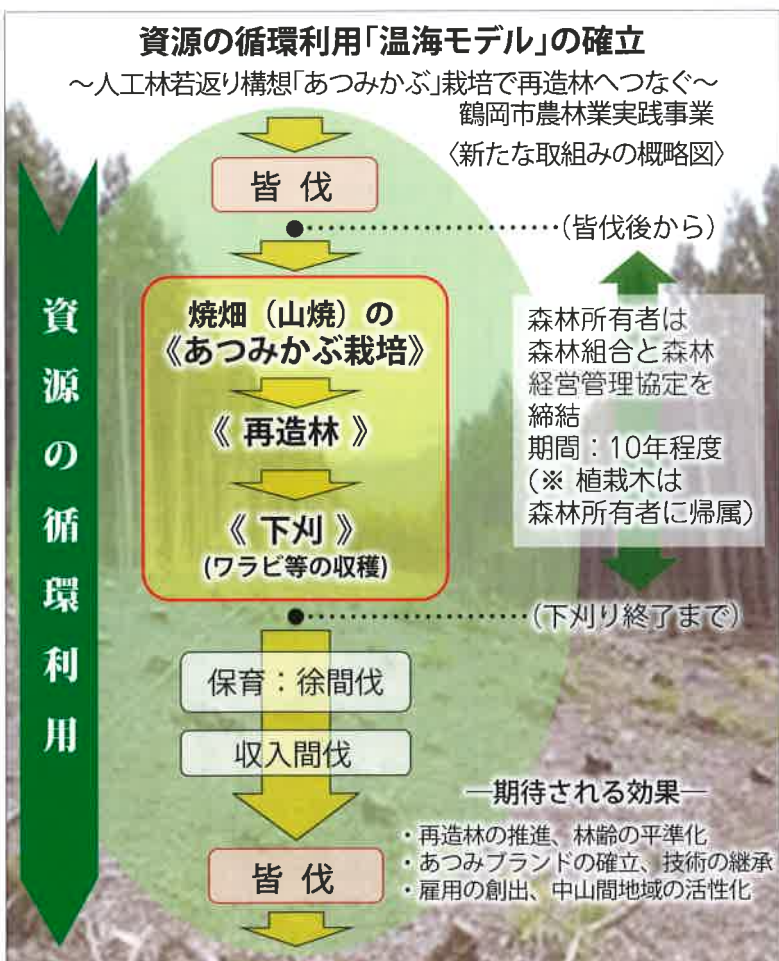 資源の循環利用「温海モデル」の確立
～人工林若返り構想「あつみかぶ」栽培で再造林へつなぐ～
鶴岡市農林業実践事業
〈新たな取組みの概略図〉
皆 伐
(皆伐後から)
資源の循環利用
焼畑（山焼）の
《あつみかぶ栽培》
《 再造林 》
《 下刈 》
(ワラビ等の収穫)
森林所有者は
森林組合と森林
経営管理協定を
締結
期間：10年程度
(※ 植栽木は
森林所有者に帰属)
(下刈り終了まで)
保育：徐間伐
収入間伐
皆 伐
―期待される効果―
・再造林の推進、林齢の平準化
・あつみブランドの確立、技術の継承
・雇用の創出、中山間地域の活性化